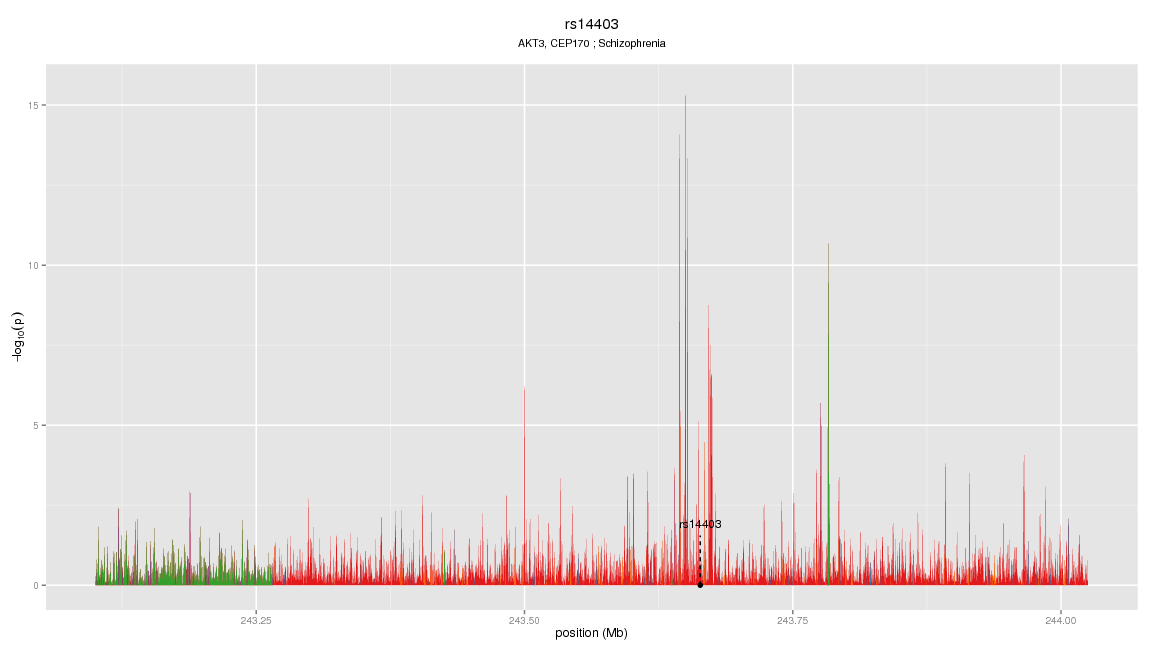 rs14403
AKT3, CEP170 ; Schizophrenia
15
10
5
0
−log10(p)
rs14403
243.25 243.50 243.75 244.00
position (Mb)